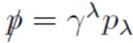 p̸ = γ^λ p_λ